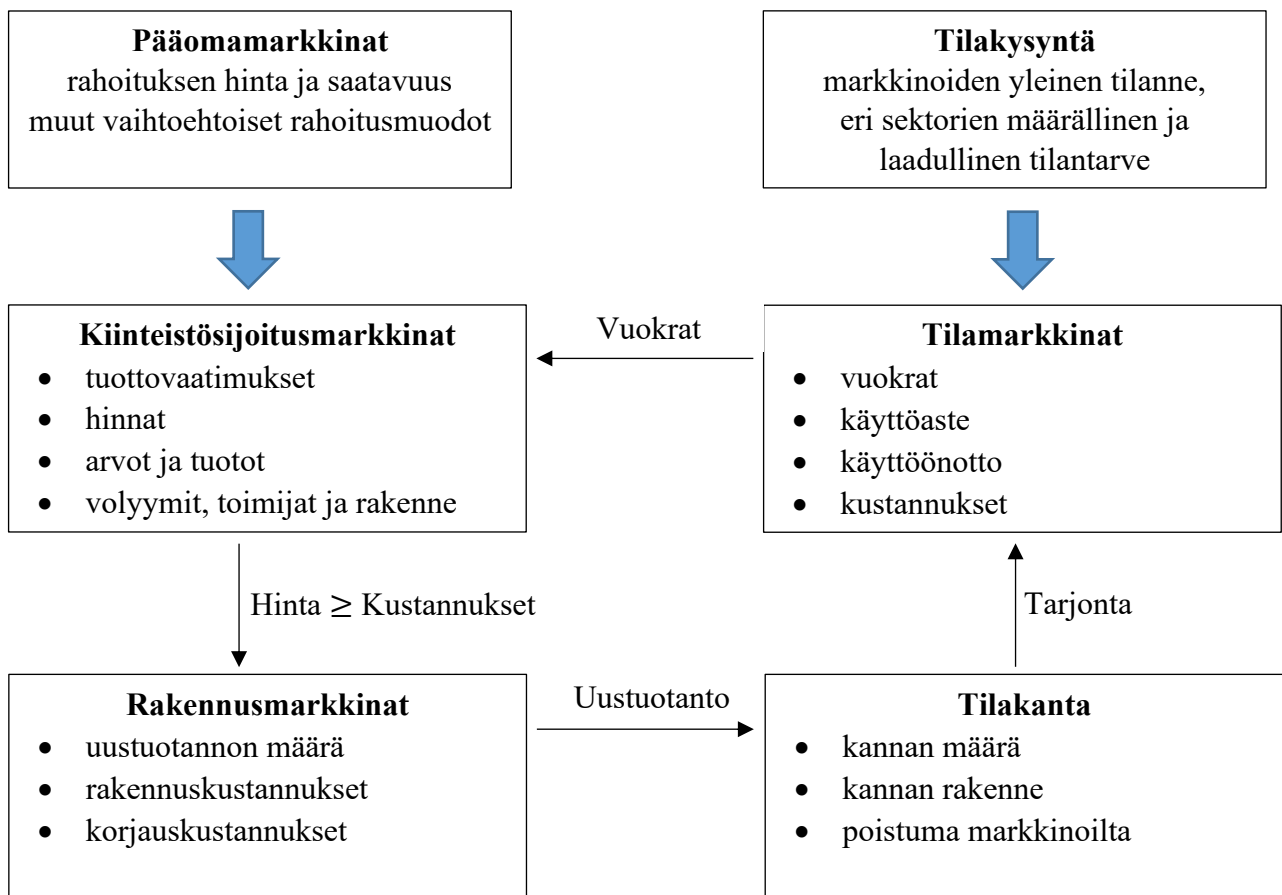 Pääomamarkkinat
rahoituksen hinta ja saatavuus
muut vaihtoehtoiset rahoitusmuodot
Tilakysyntä
markkinoiden yleinen tilanne,
eri sektorien määrällinen ja
laadullinen tilantarve
Kiinteistösijoitusmarkkinat
• tuottovaatimukset
• hinnat
• arvot ja tuotot
• volyymit, toimijat ja rakenne
Vuokrat
Tilamarkkinat
• vuokrat
• käyttöaste
• käyttöönotto
• kustannukset
Hinta ≥ Kustannukset
Tarjonta
Rakennusmarkkinat
• uustuotannon määrä
• rakennuskustannukset
• korjauskustannukset
Uustuotanto
Tilakanta
• kannan määrä
• kannan rakenne
• poistuma markkinoilta